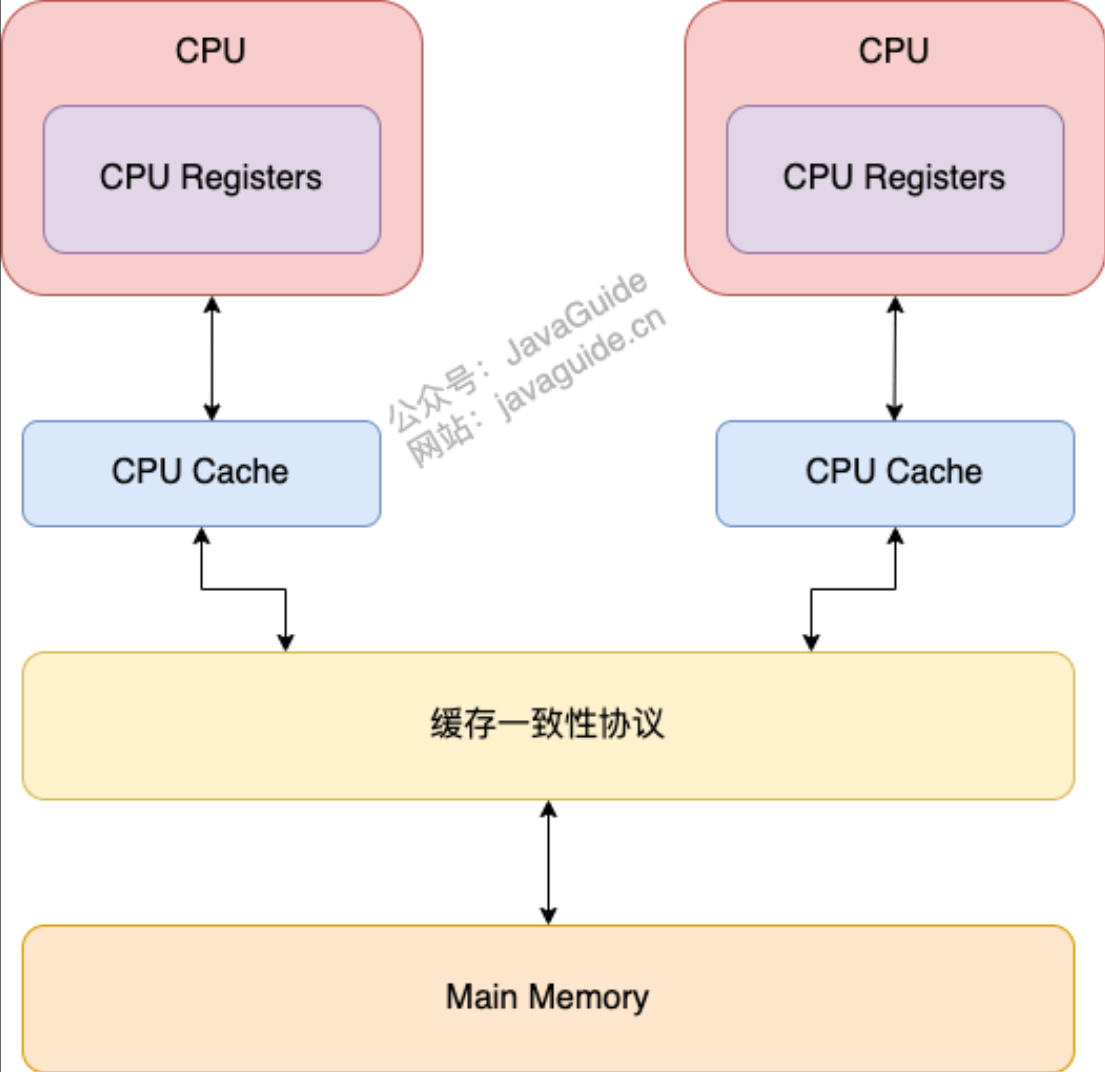 CPU
CPU
CPU Registers
CPU Registers
公众号：JavaGuide
网站：javaguide.cn
CPU Cache
CPU Cache
缓存一致性协议
Main Memory